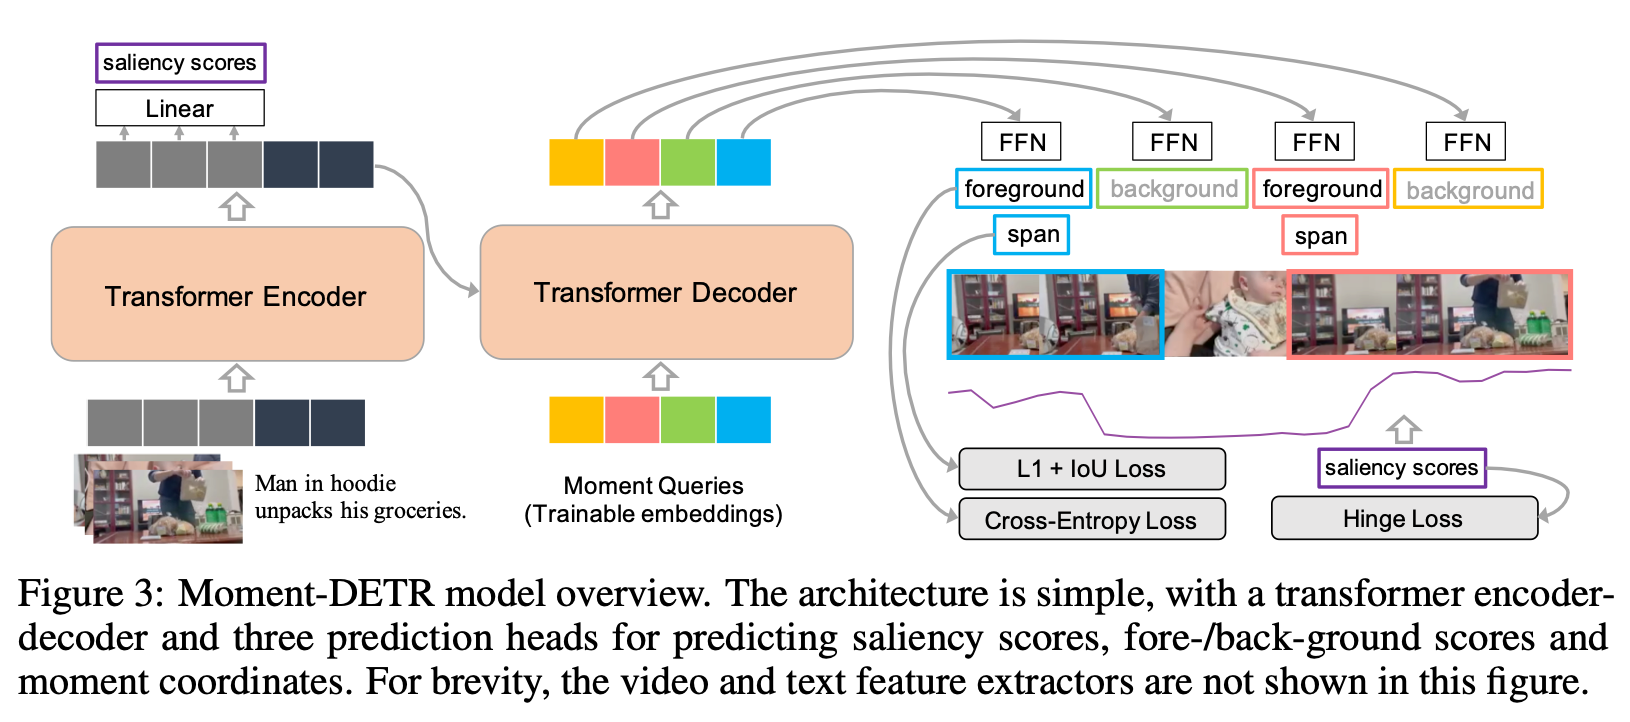 saliency scores
Linear
Transformer Encoder
Man in hoodie
unpacks his groceries.
Transformer Decoder
Moment Queries
(Trainable embeddings)
FFN FFN FFN FFN
foreground background foreground background
span span
L1 + IoU Loss
Cross-Entropy Loss
saliency scores
Hinge Loss
Figure 3: Moment-DETR model overview. The architecture is simple, with a transformer encoder-
decoder and three prediction heads for predicting saliency scores, fore-/back-ground scores and
moment coordinates. For brevity, the video and text feature extractors are not shown in this figure.